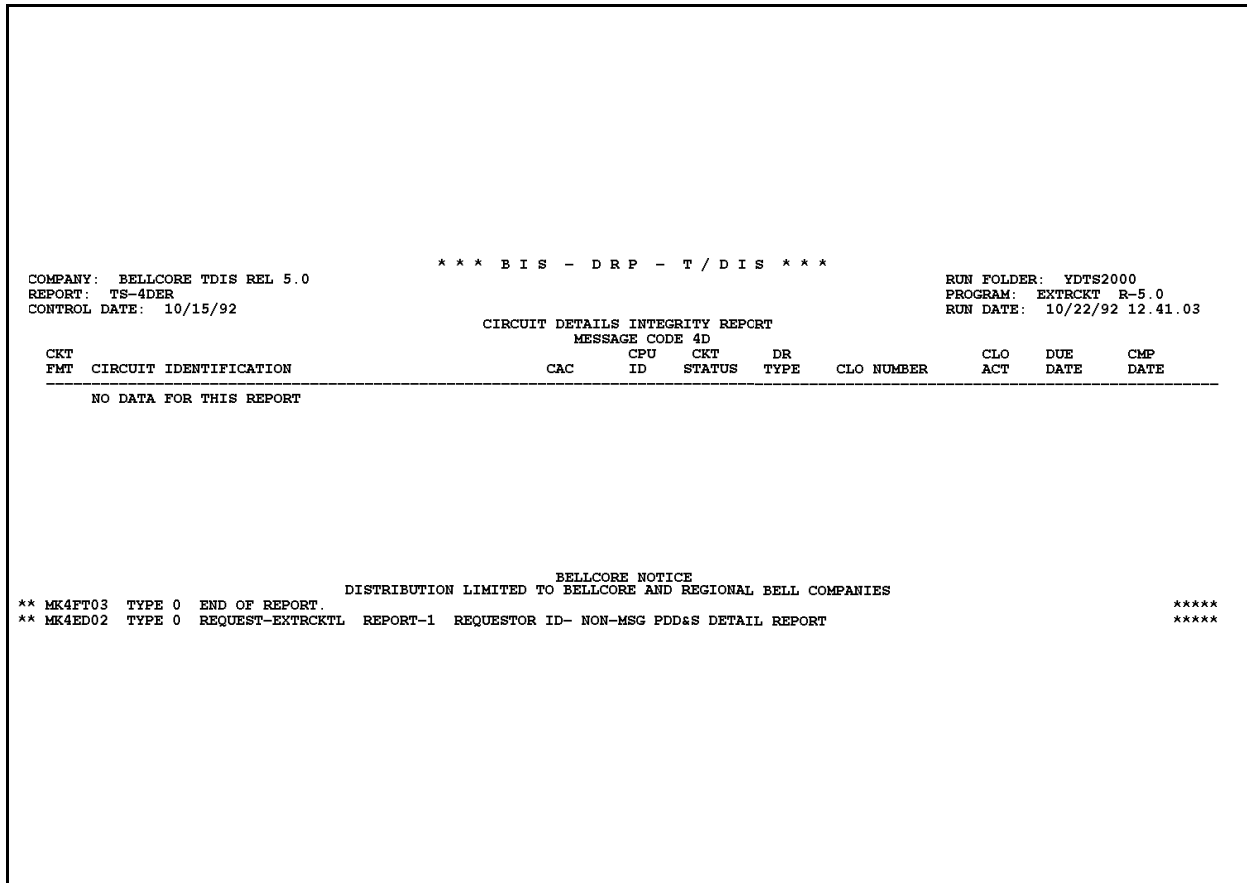 * * * B I S - D R P - T / D I S * * *
COMPANY: BELLCORE TDIS REL 5.0 RUN FOLDER: YDTS2000
REPORT: TS-4DER PROGRAM: EXTRCKT R-5.0
CONTROL DATE: 10/15/92 RUN DATE: 10/22/92 12.41.03
CIRCUIT DETAILS INTEGRITY REPORT
MESSAGE CODE 4D
CKT CPU CKT DR CLO DUE CMP
FMT CIRCUIT IDENTIFICATION CAC ID STATUS TYPE CLO NUMBER ACT DATE DATE
NO DATA FOR THIS REPORT
BELLCORE NOTICE
DISTRIBUTION LIMITED TO BELLCORE AND REGIONAL BELL COMPANIES
** MK4FT03 TYPE 0 END OF REPORT. *****
** MK4ED02 TYPE 0 REQUEST-EXTRCKTL REPORT-1 REQUESTOR ID- NON-MSG PDD&S DETAIL REPORT *****